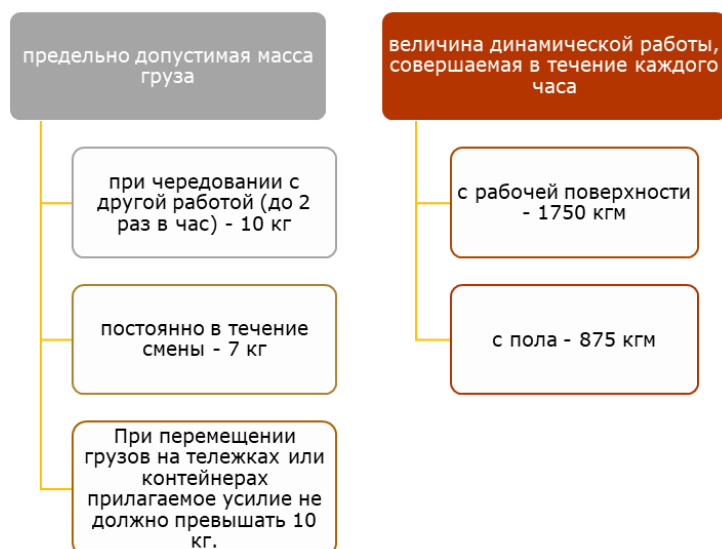 предельно допустимая масса
груза
при чередовании с
другой работой (до 2
раз в час) - 10 кг
постоянно в течение
смены - 7 кг
При перемещении
грузов на тележках или
контейнерах
прилагаемое усилие не
должно превышать 10
кг.
величина динамической работы,
совершаемая в течение каждого
часа
с рабочей поверхности
- 1750 кгм
с пола - 875 кгм